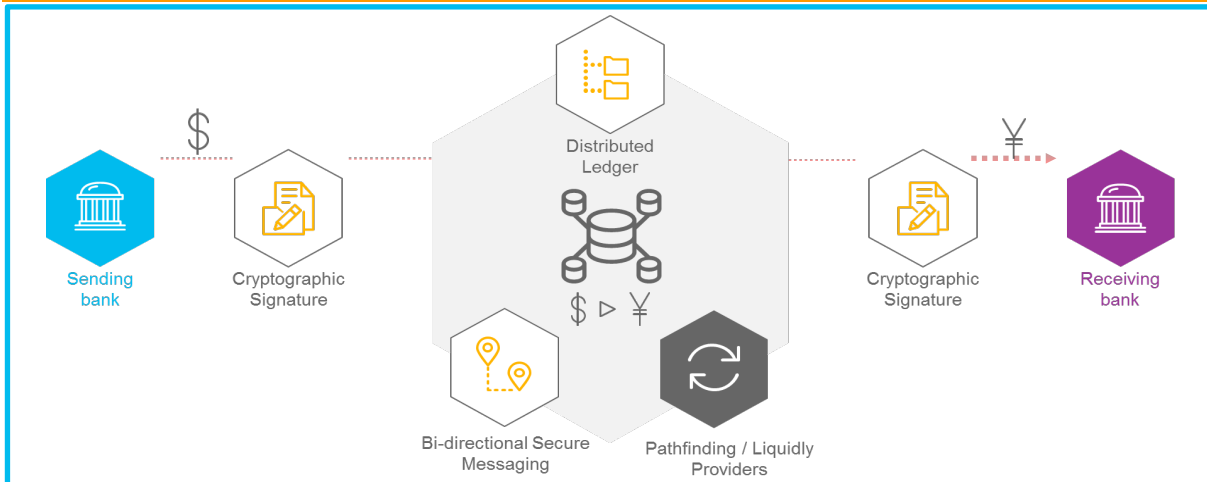 $
¥
Distributed
Ledger
Sending
bank
Cryptographic
Signature
Cryptographic
Signature
Receiving
bank
$ ▷ ¥
Bi-directional Secure
Messaging
Pathfinding / Liquidly
Providers